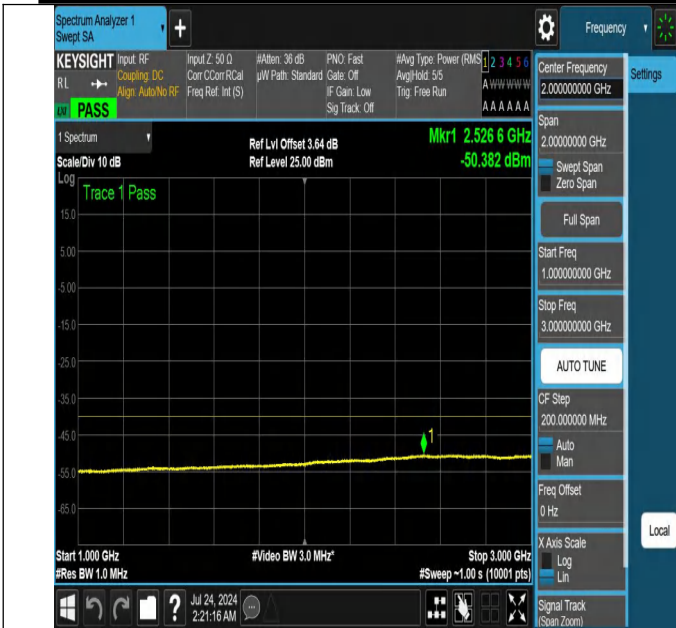 Spectrum Analyzer 1
Swept SA
+
Frequency
KEYSIGHT
RL
PASS
Input: RF
Coupling: DC
Align: Auto/No RF
Input Z: 50 Ω
Corr CCorr RCal
Freq Ref: Int (S)
#Atten: 36 dB
µW Path: Standard
PNO: Fast
Gate: Off
IF Gain: Low
Sig Track: Off
#Avg Type: Power (RMS
Avg|Hold: 5/5
Trig: Free Run
1 2 3 4 5 6
A W W W W W
A A A A A A
1 Spectrum
Scale/Div 10 dB
Log
Ref Lvl Offset 3.64 dB
Ref Level 25.00 dBm
Mkr1 2.526 6 GHz
-50.382 dBm
Trace 1 Pass
15.0
5.00
-5.00
-15.0
-25.0
-35.0
-45.0
-55.0
-65.0
1
Start 1.000 GHz
#Res BW 1.0 MHz
#Video BW 3.0 MHz*
Stop 3.000 GHz
#Sweep ~1.00 s (10001 pts)
?
Jul 24, 2024
2:21:16 AM
Center Frequency
2.000000000 GHz
Settings
Span
2.00000000 GHz
Swept Span
Zero Span
Full Span
Start Freq
1.000000000 GHz
Stop Freq
3.000000000 GHz
AUTO TUNE
CF Step
200.000000 MHz
Auto
Man
Freq Offset
0 Hz
X Axis Scale
Log
Lin
Local
Signal Track
(Span Zoom)